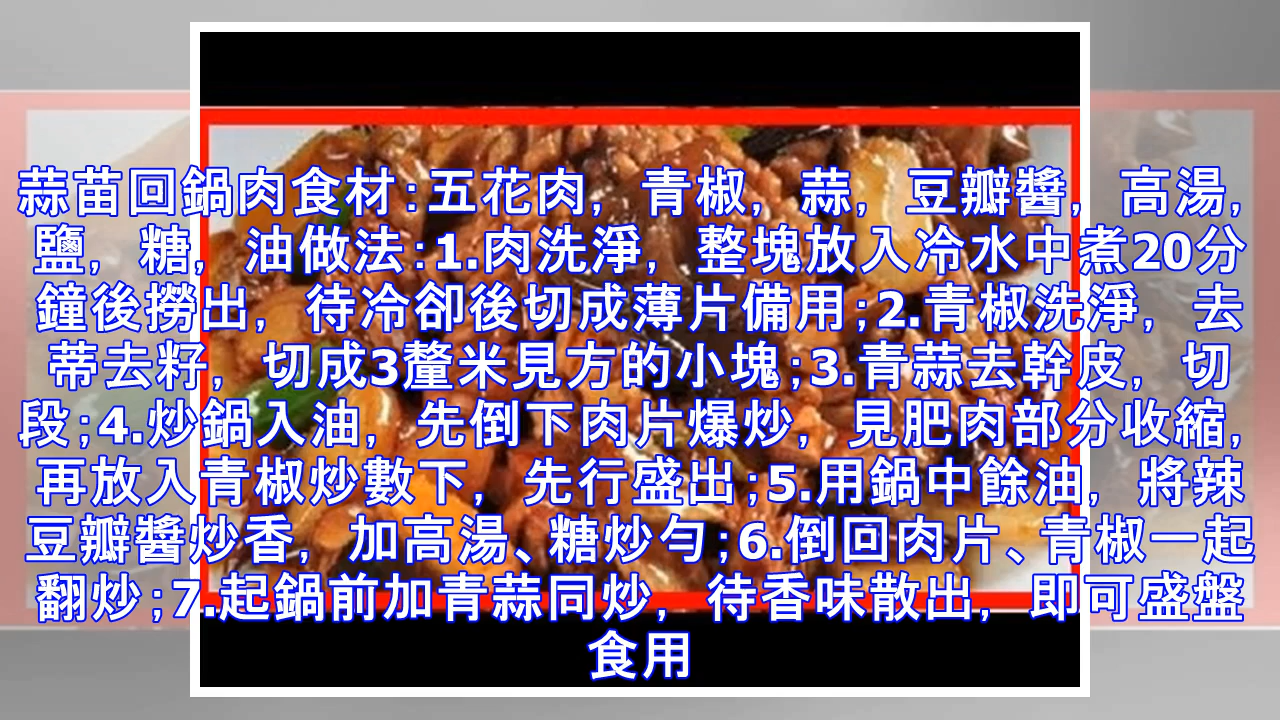 蒜苗回鍋肉食材:五花肉, 青椒, 蒜, 豆瓣醬, 高湯,
鹽, 糖, 油做法:1.肉洗淨, 整塊放入冷水中煮20分
鐘後撈出, 待冷卻後切成薄片備用;2.青椒洗淨, 去
蒂去籽, 切成3釐米見方的小塊;3.青蒜去幹皮, 切
段;4.炒鍋入油, 先倒下肉片爆炒, 見肥肉部分收縮,
再放入青椒炒數下, 先行盛出;5.用鍋中餘油, 將辣
豆瓣醬炒香, 加高湯、糖炒勻;6.倒回肉片、青椒一起
翻炒;7.起鍋前加青蒜同炒, 待香味散出, 即可盛盤
食用